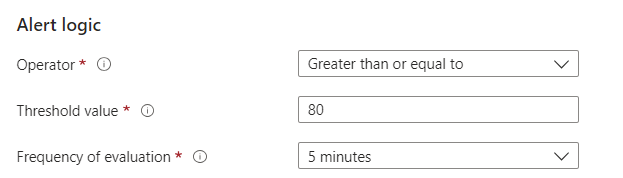 Alert logic
Operator * Greater than or equal to
Threshold value * 80
Frequency of evaluation * 5 minutes